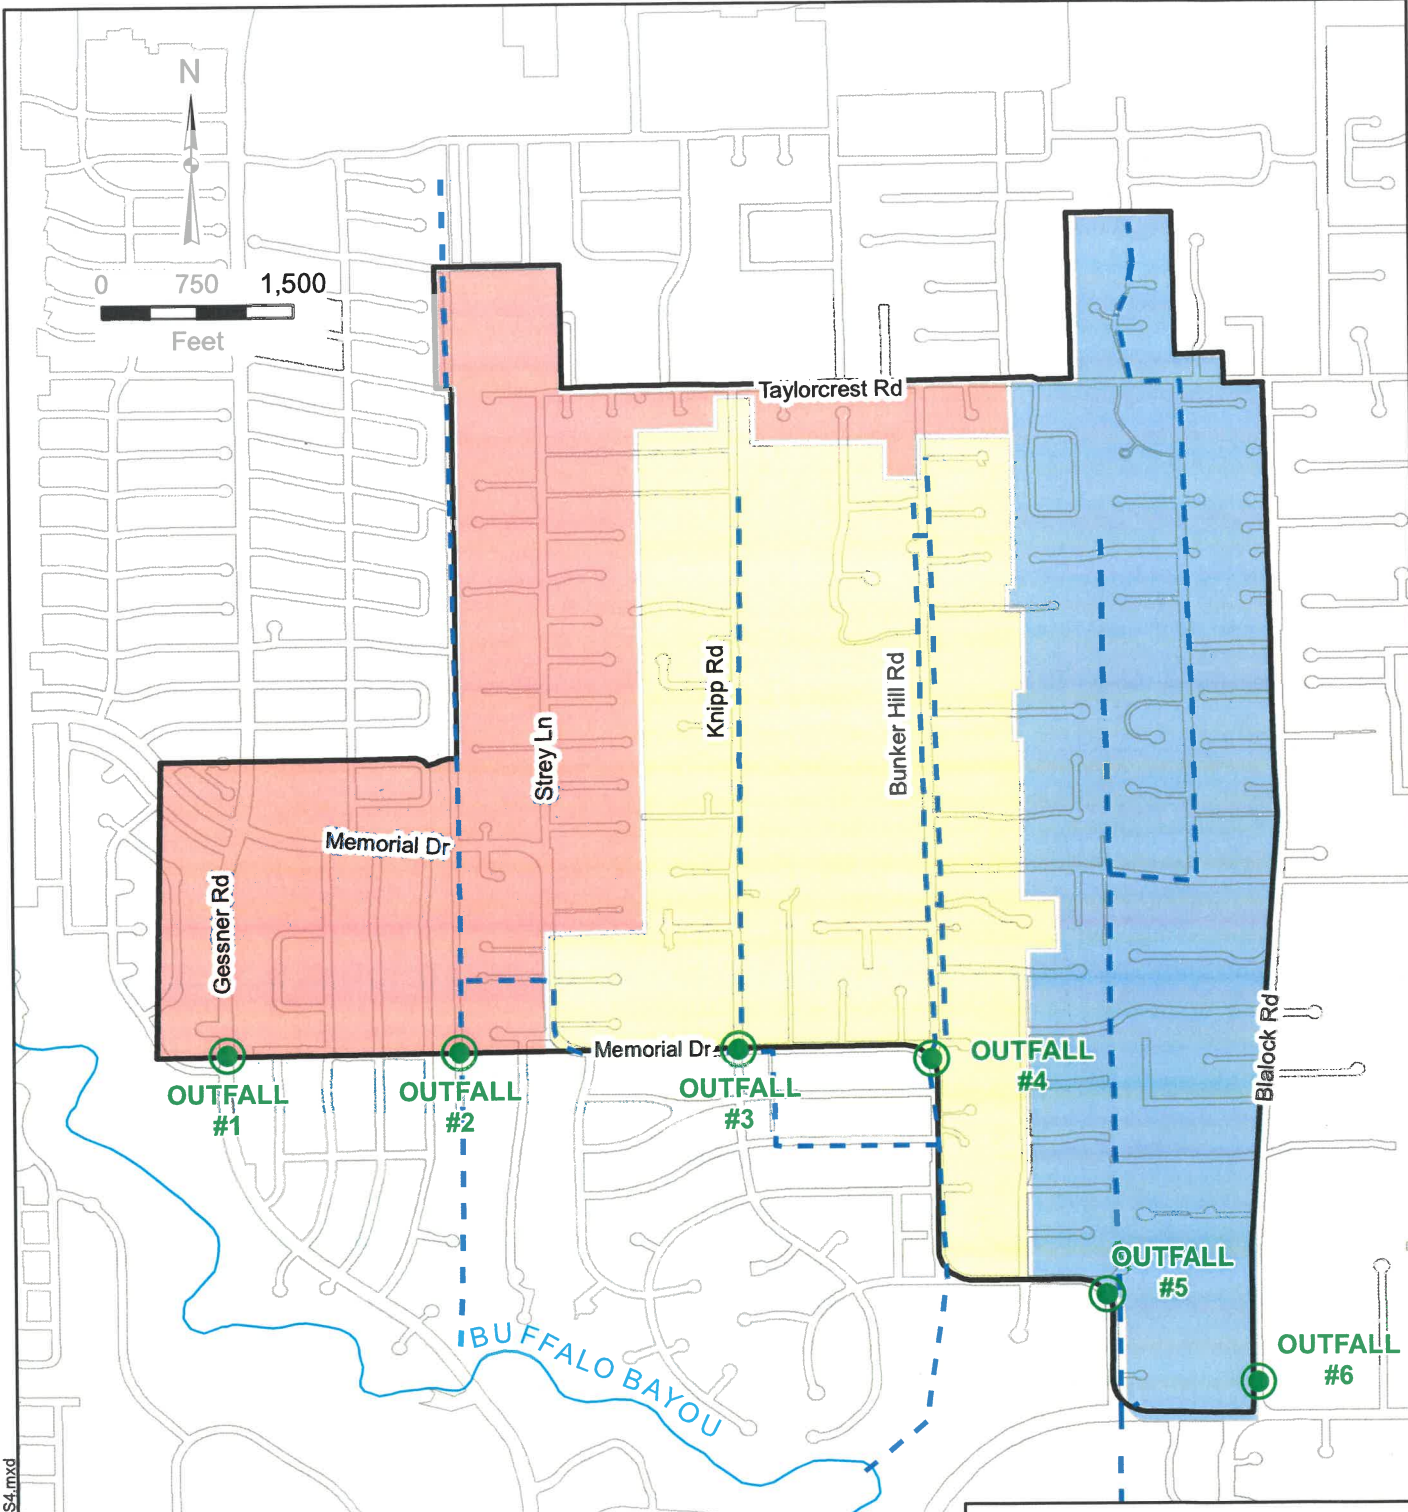 N
0 750 1,500
Feet
Taylorcrest Rd
Knipp Rd
Bunker Hill Rd
Strey Ln
Memorial Dr
Gessner Rd
Blalock Rd
Memorial Dr
OUTFALL
#1
OUTFALL
#2
OUTFALL
#3
OUTFALL
#4
OUTFALL
#5
OUTFALL
#6
BUFFALO BAYOU
S4.mxd